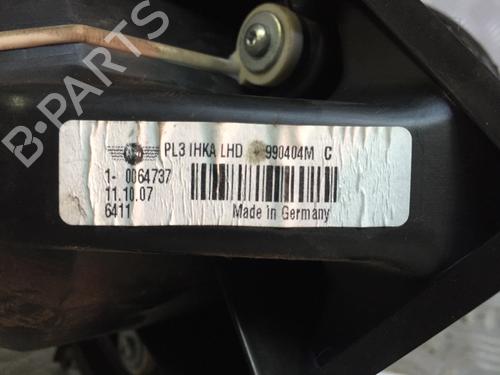 B-PARTS
PL3 IHKA LHD 990404M C
1- 0064737
11.10.07
6411
Made in Germany